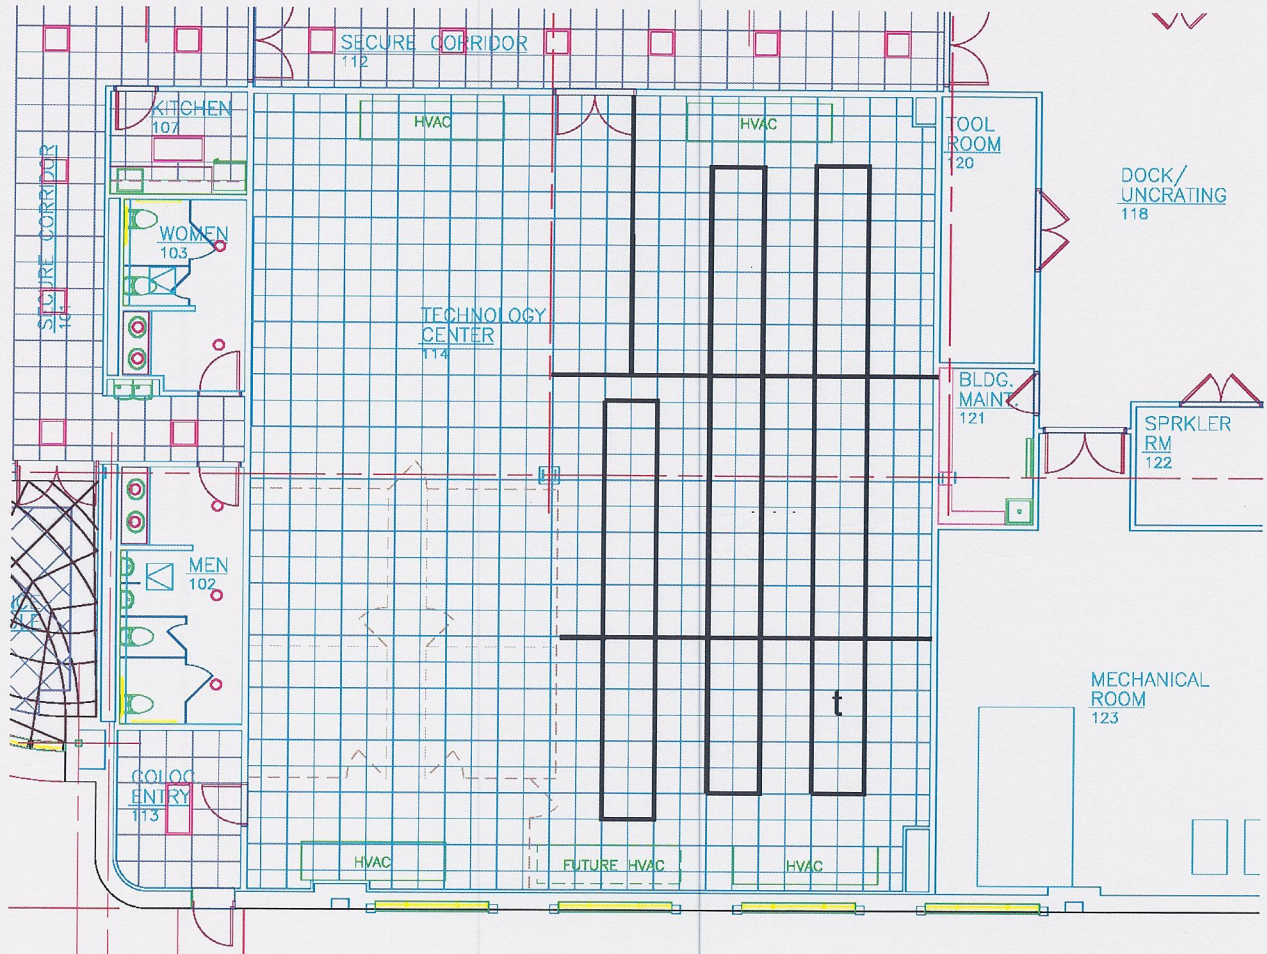 SECURE CORRIDOR
112
KITCHEN
107
HVAC
HVAC
TOOL
ROOM
120
DOCK/
UNCRATING
118
SECURE CORRIDOR
WOMEN
103
TECHNOLOGY
CENTER
114
BLDG.
MAINT.
121
SPRKLER
RM
122
MEN
102
MECHANICAL
ROOM
123
t
COLOC
ENTRY
113
HVAC
FUTURE HVAC
HVAC